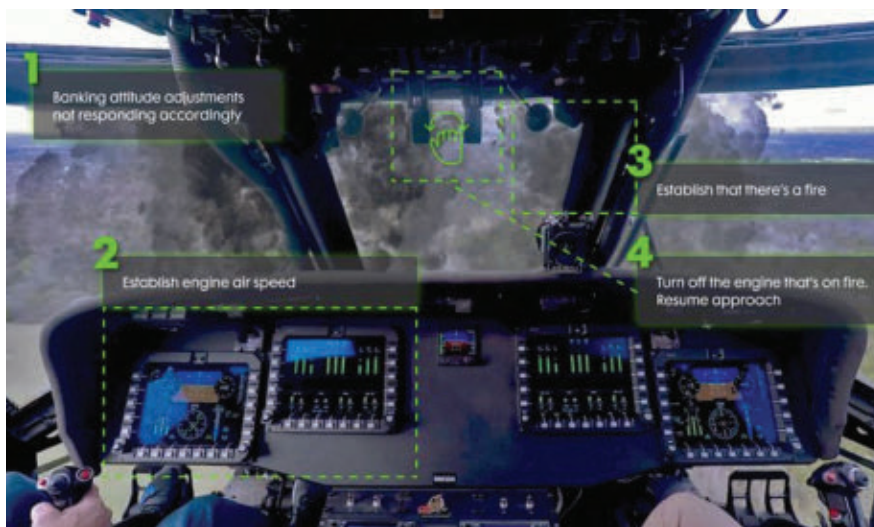 1
Banking attitude adjustments
not responding accordingly
2
Establish engine air speed
3
Establish that there's a fire
4
Turn off the engine that's on fire.
Resume approach